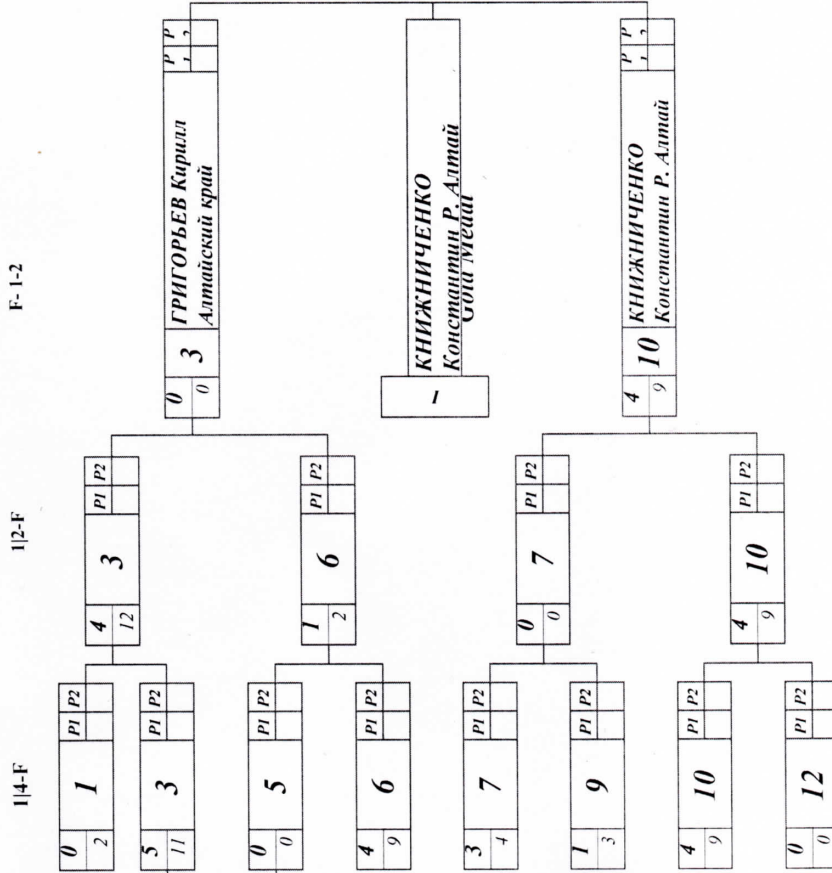 F- 1-2
P , P ,
ГРИГОРЬЕВ Кирилл
Алтайский край
3
0
0
КНИЖНИЧЕНКО
Константин Р. Алтай
Gold Medal
1
P , P ,
КНИЖНИЧЕНКО
Константин Р. Алтай
10
4
9
1|2-F
P1 P2
3
4
12
P1 P2
6
1
2
P1 P2
7
0
0
P1 P2
10
4
9
1|4-F
P1 P2
1
0
2
P1 P2
3
5
11
P1 P2
5
0
0
P1 P2
6
4
9
P1 P2
7
3
4
P1 P2
9
1
3
P1 P2
10
4
9
P1 P2
12
0
0